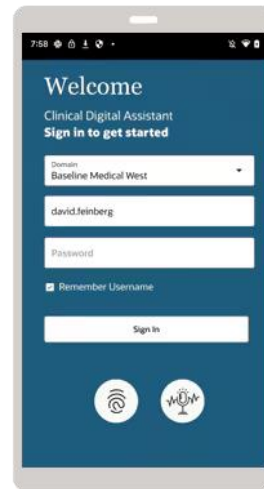 7:58
Welcome
Clinical Digital Assistant
Sign in to get started
Domain
Baseline Medical West
david.feinberg
Password
Remember Username
Sign In